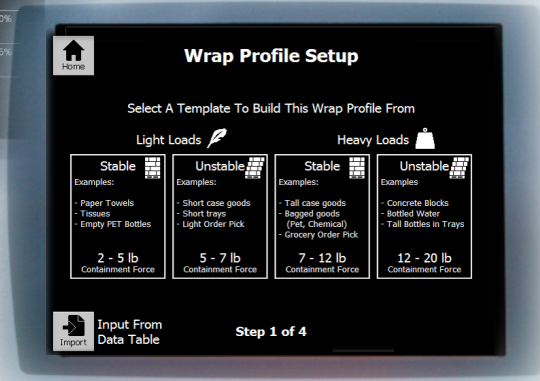 0%
5%
Home
Wrap Profile Setup
Select A Template To Build This Wrap Profile From
Light Loads
Heavy Loads
Stable
Examples:
- Paper Towels
- Tissues
- Empty PET Bottles
2 - 5 lb
Containment Force
Unstable
Examples:
- Short case goods
- Short trays
- Light Order Pick
5 - 7 lb
Containment Force
Stable
Examples:
- Tall case goods
- Bagged goods
(Pet, Chemical)
- Grocery Order Pick
7 - 12 lb
Containment Force
Unstable
Examples:
- Concrete Blocks
- Bottled Water
- Tall Bottles in Trays
12 - 20 lb
Containment Force
Import
Input From
Data Table
Step 1 of 4